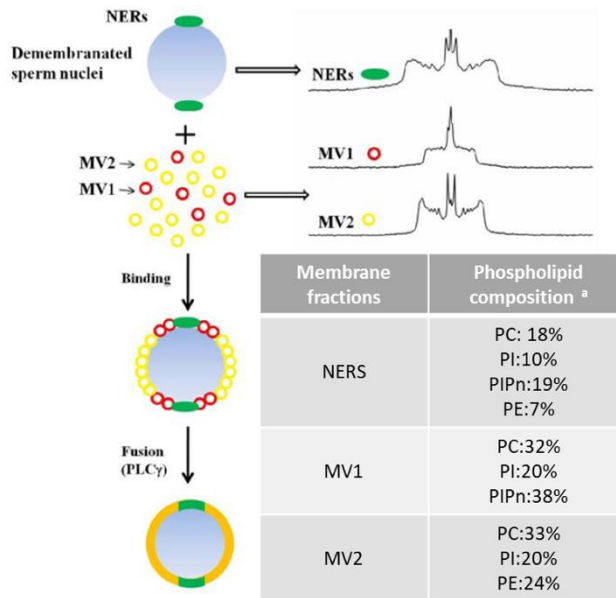 NERs
Demembranated
sperm nuclei
NERs
MV1
MV2
+
MV2
MV1
Binding
Fusion
(PLCγ)
Membrane
fractions
Phospholipid
composition a
NERS
PC: 18%
PI:10%
PIPn:19%
PE:7%
MV1
PC:32%
PI:20%
PIPn:38%
MV2
PC:33%
PI:20%
PE:24%